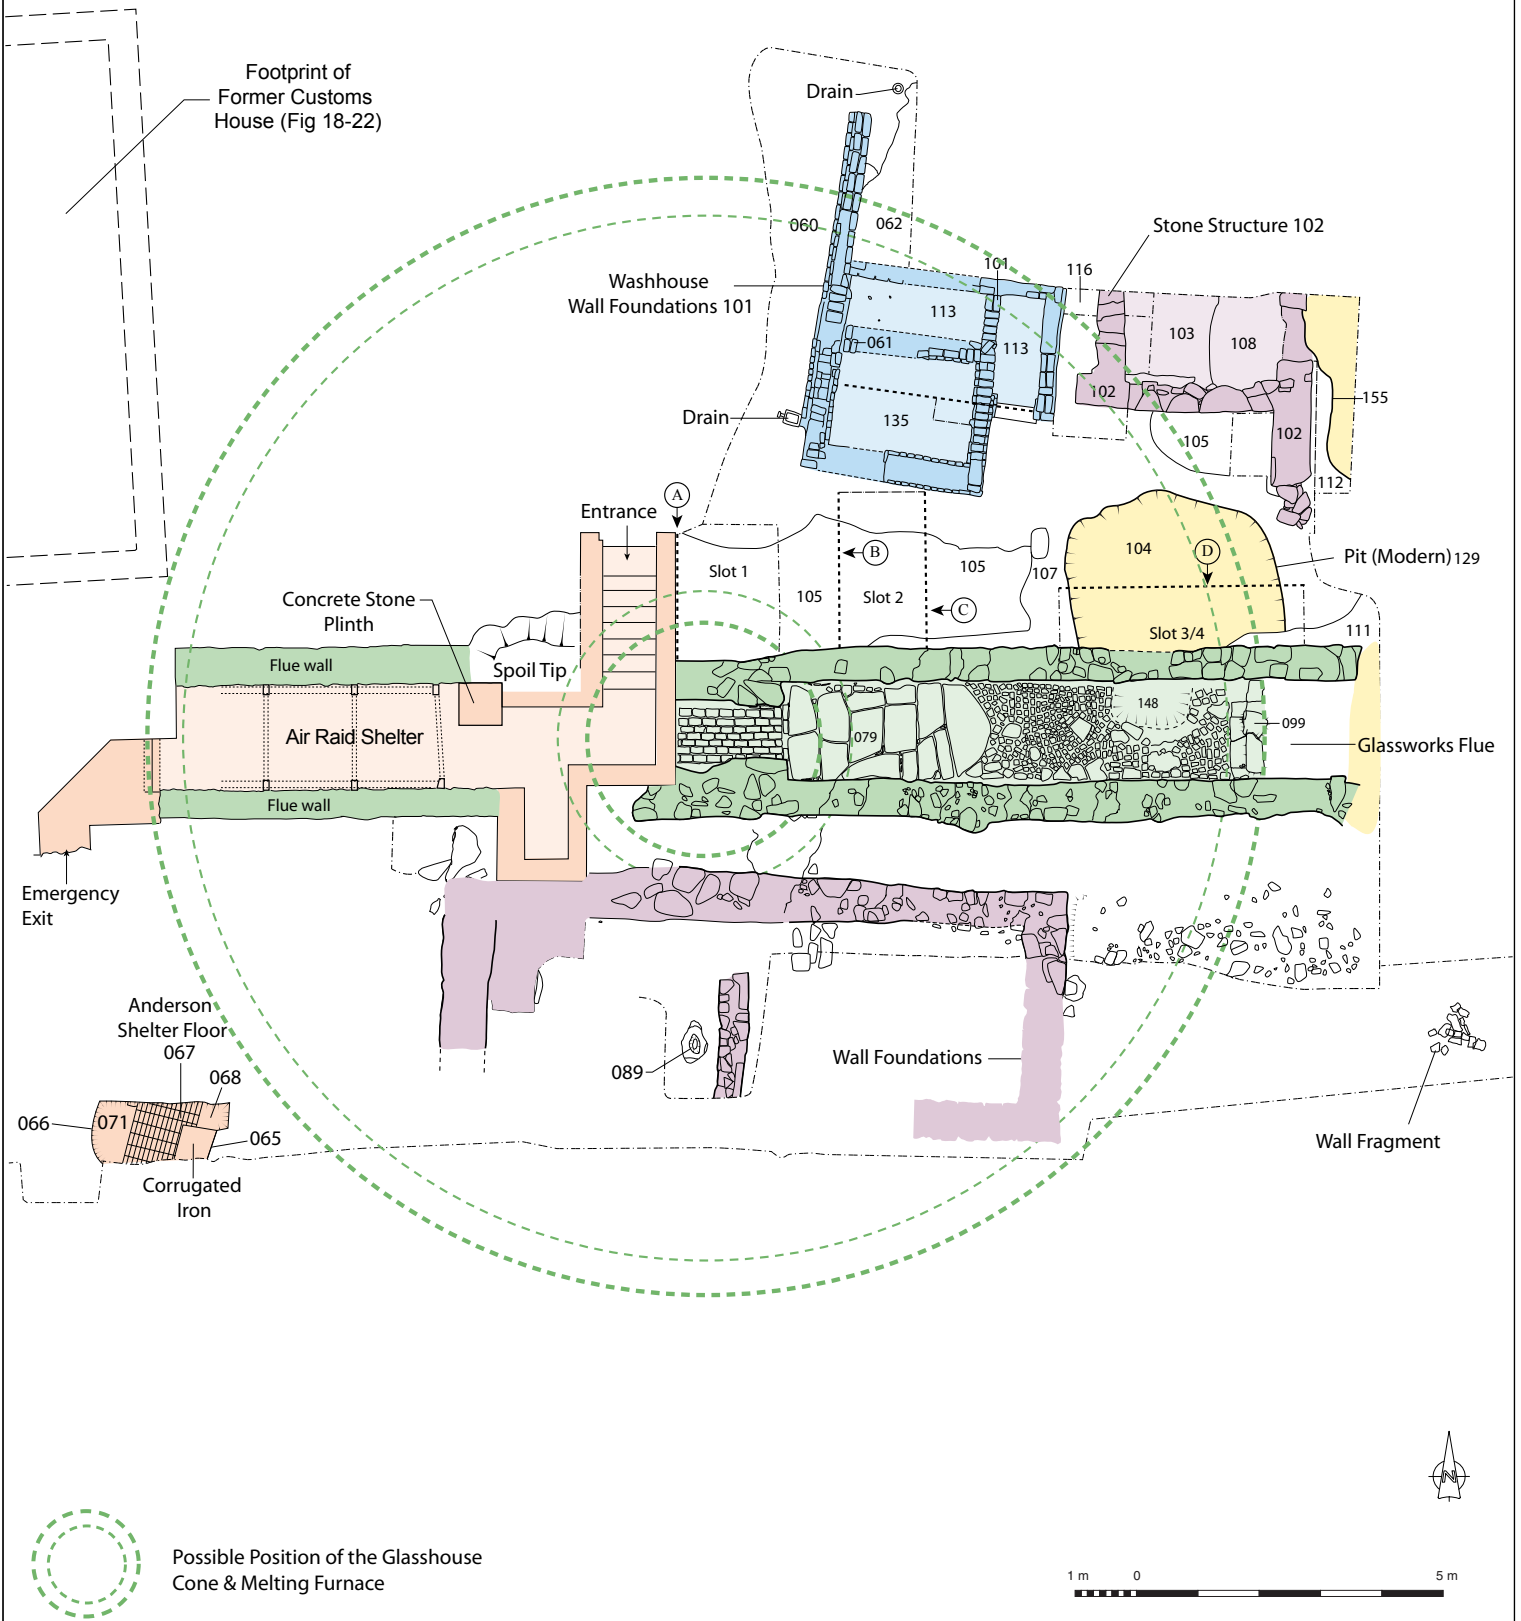 Footprint of
Former Customs
House (Fig 18-22)
Drain
060
062
Stone Structure 102
101
116
Washhouse
Wall Foundations 101
113
061
113
103
108
102
155
Drain
135
105
102
112
A
Entrance
B
Slot 1
105
105
Slot 2
C
107
104
D
Pit (Modern) 129
Concrete Stone
Plinth
Slot 3/4
111
Flue wall
Spoil Tip
Air Raid Shelter
079
148
099
Glassworks Flue
Flue wall
Emergency
Exit
Anderson
Shelter Floor
067
068
066
071
065
Corrugated
Iron
089
Wall Foundations
Wall Fragment
N
Possible Position of the Glasshouse
Cone & Melting Furnace
1 m 0 5 m